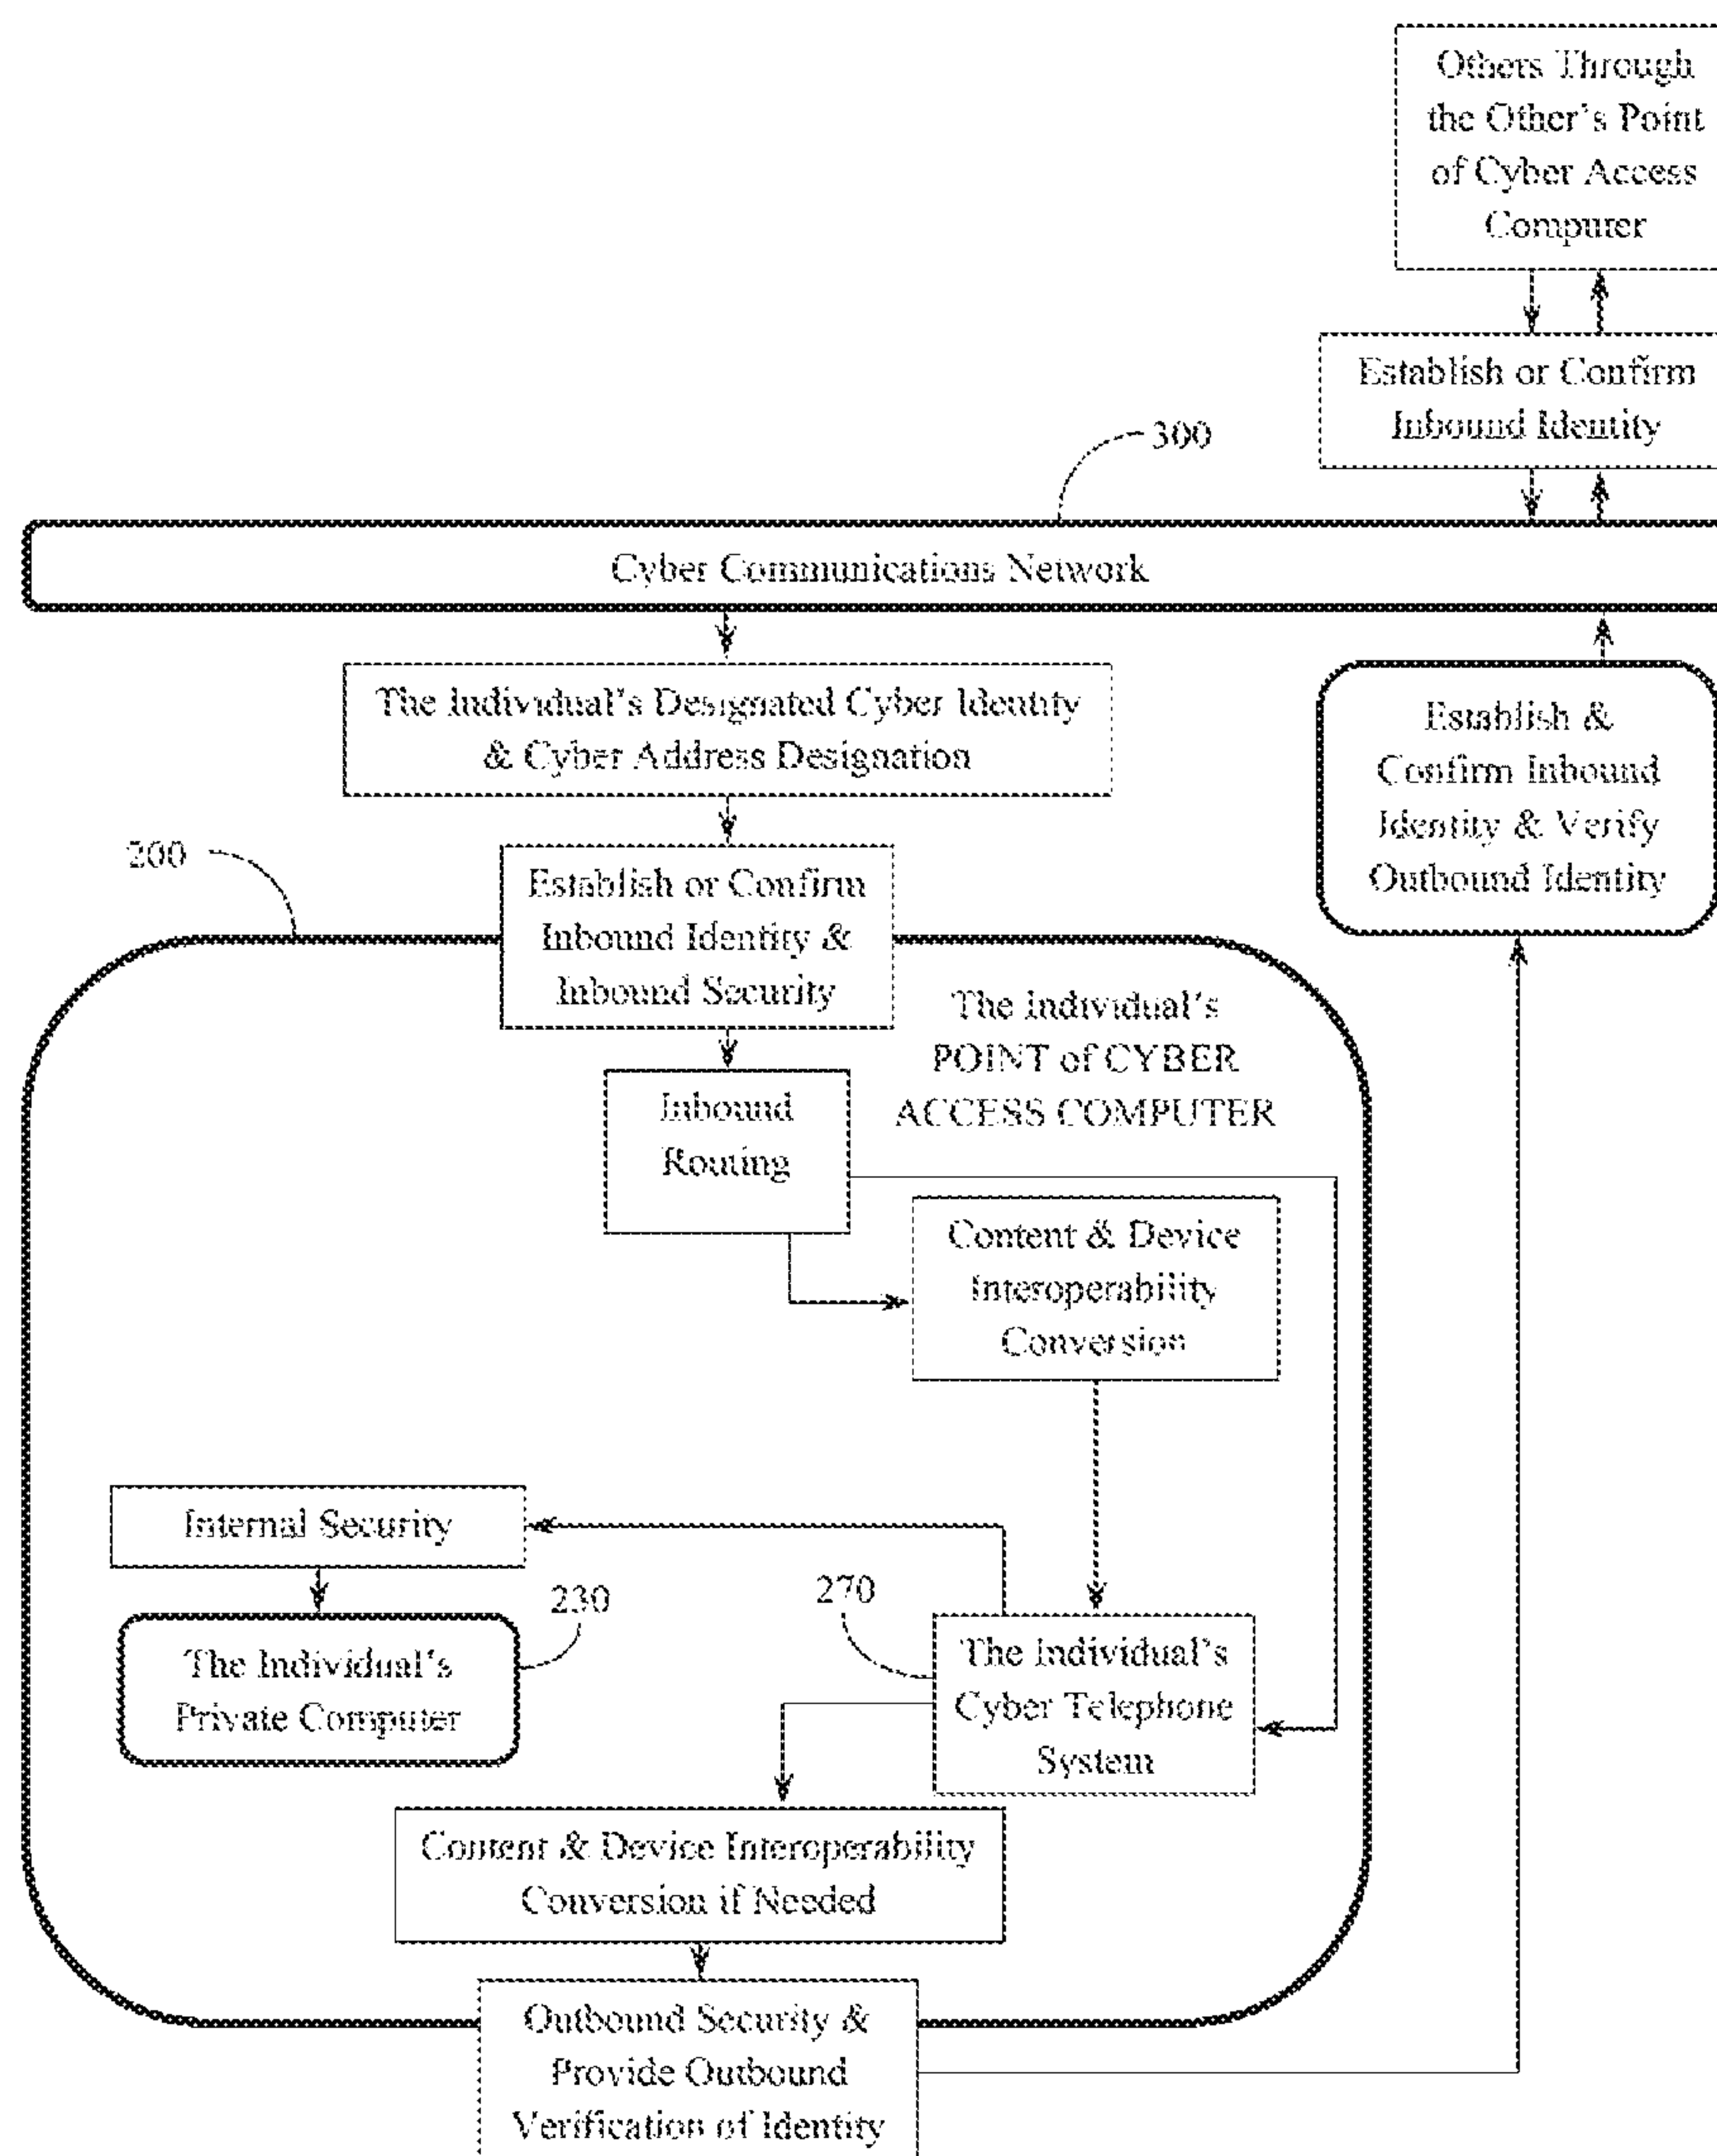 Others Through
the Other's Point
of Cyber Access
Computer
Establish or Confirm
Inbound Identity
300
Cyber Communications Network
The Individual's Designated Cyber Identity
& Cyber Address Designation
Establish &
Confirm Inbound
Identity & Verify
Outbound Identity
200
Establish or Confirm
Inbound Identity &
Inbound Security
The Individual's
POINT of CYBER
ACCESS COMPUTER
Inbound
Routing
Content & Device
Interoperability
Conversion
Internal Security
230
270
The Individual's
Private Computer
The Individual's
Cyber Telephone
System
Content & Device Interoperability
Conversion if Needed
Outbound Security &
Provide Outbound
Verification of Identity